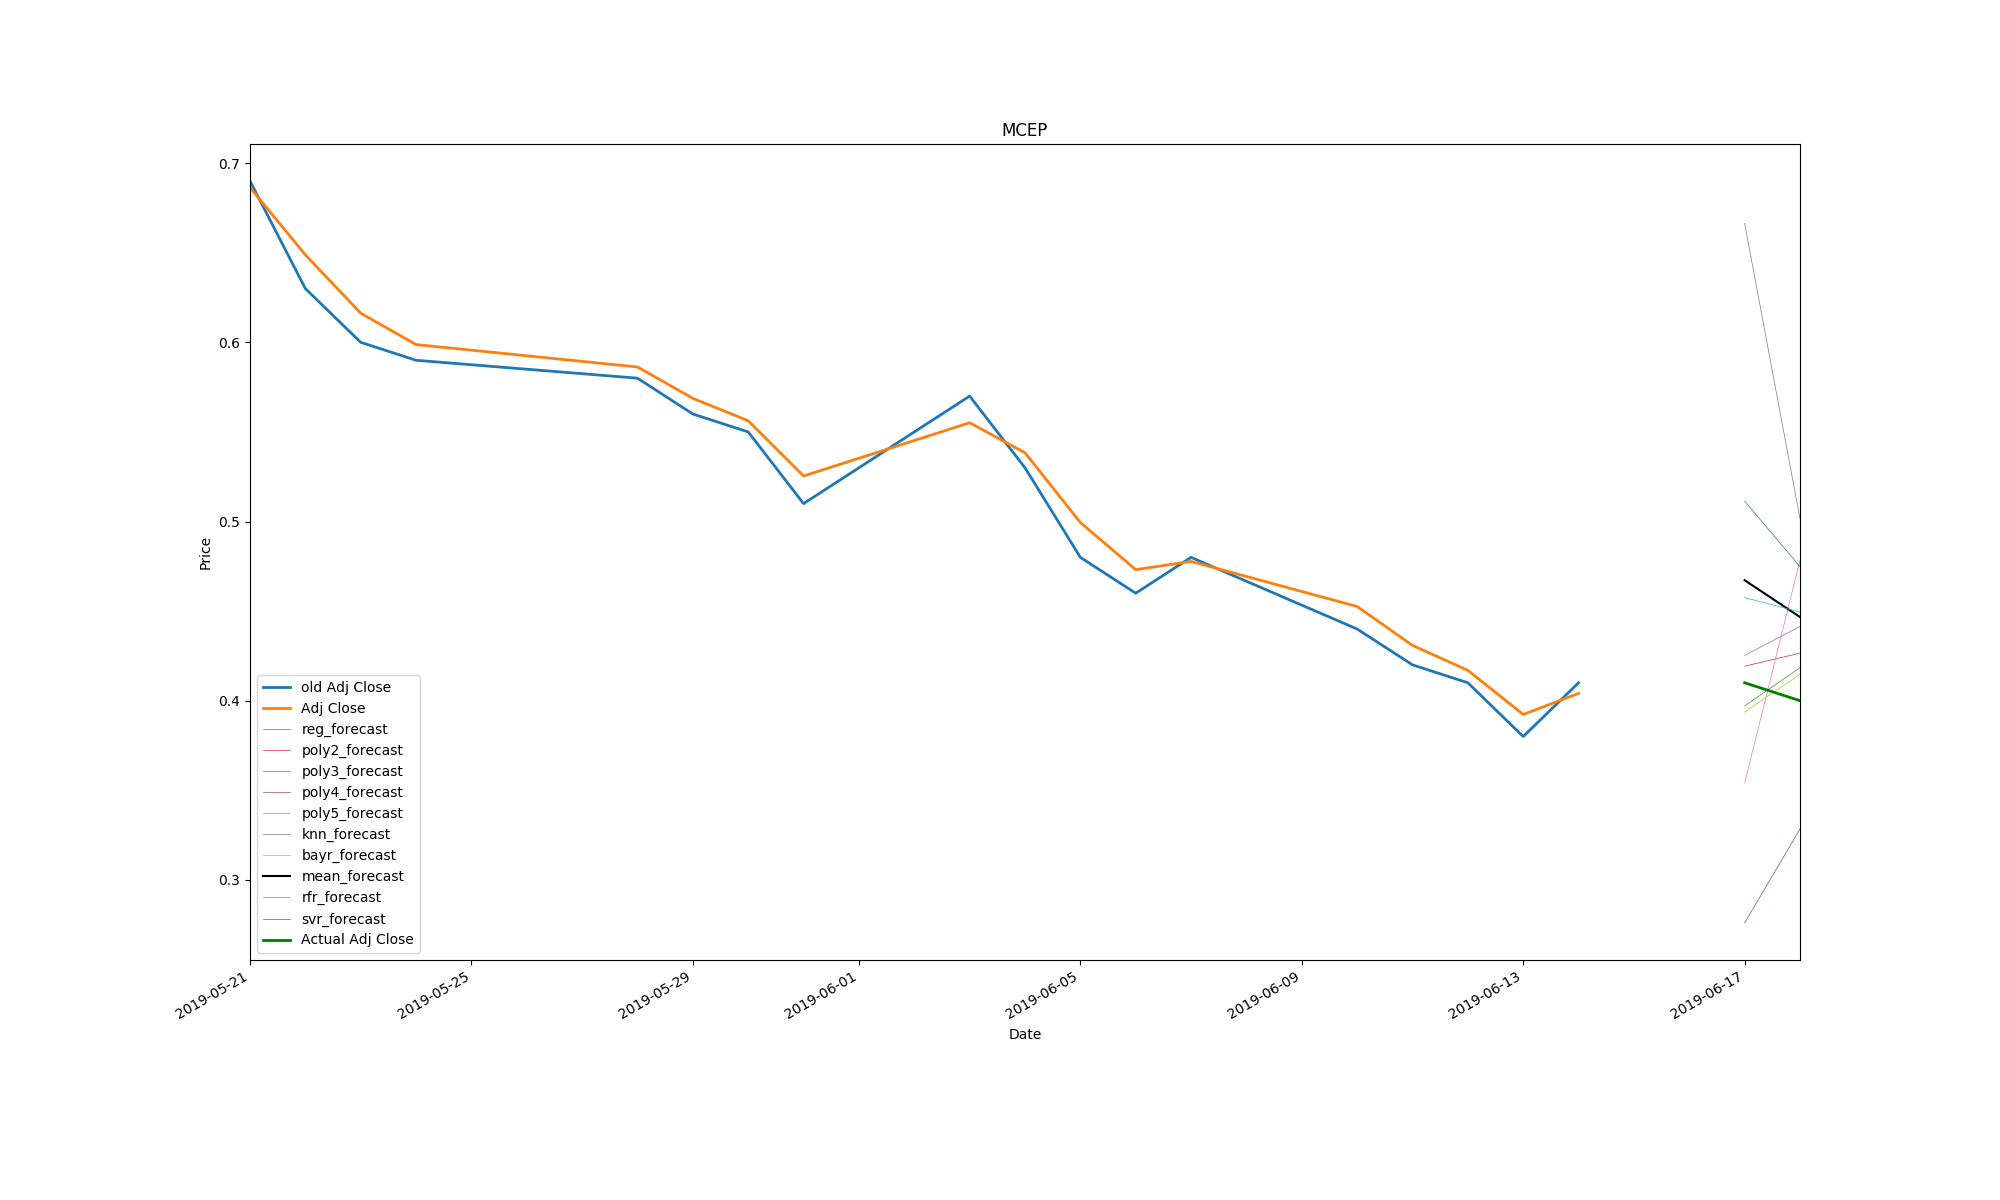 MCEP
0.7
0.6
0.5
0.4
0.3
Price
old Adj Close
Adj Close
reg_forecast
poly2_forecast
poly3_forecast
poly4_forecast
poly5_forecast
knn_forecast
bayr_forecast
mean_forecast
rfr_forecast
svr_forecast
Actual Adj Close
2019-05-21
2019-05-25
2019-05-29
2019-06-01
2019-06-05
2019-06-09
2019-06-13
2019-06-17
Date